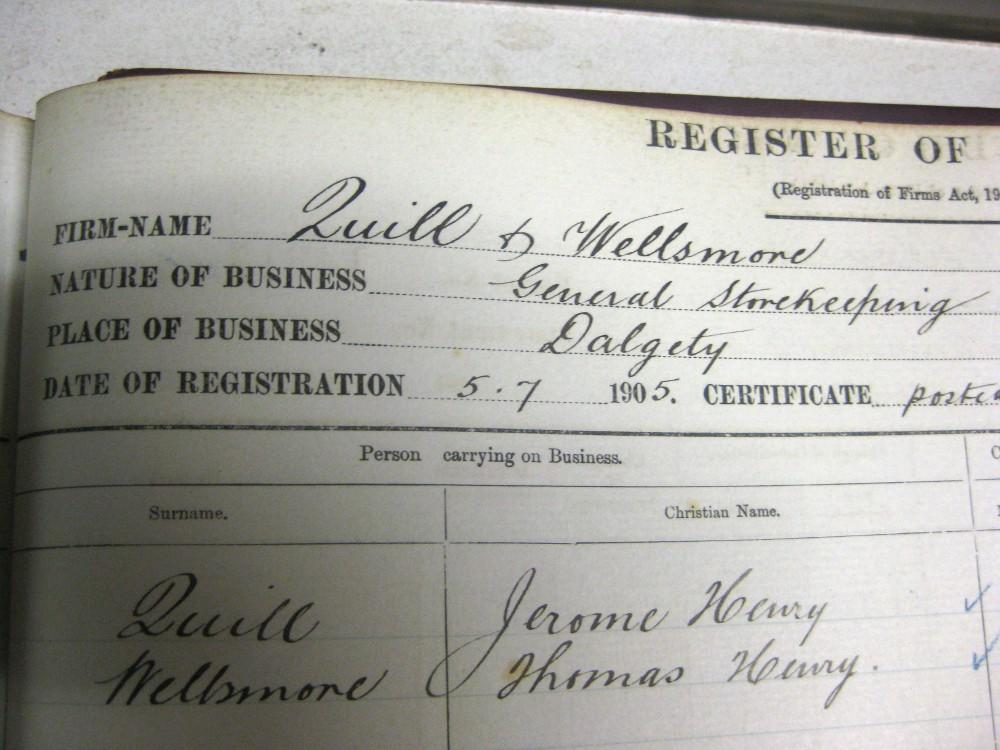 REGISTER OF
(Registration of Firms Act, 19
FIRM-NAME Quill & Wellsmore
NATURE OF BUSINESS General Storekeeping
PLACE OF BUSINESS Dalgety
DATE OF REGISTRATION 5.7 1905. CERTIFICATE poste
Person carrying on Business.
Surname. Christian Name.
Quill Jerome Henry
Wellsmore Thomas Henry.